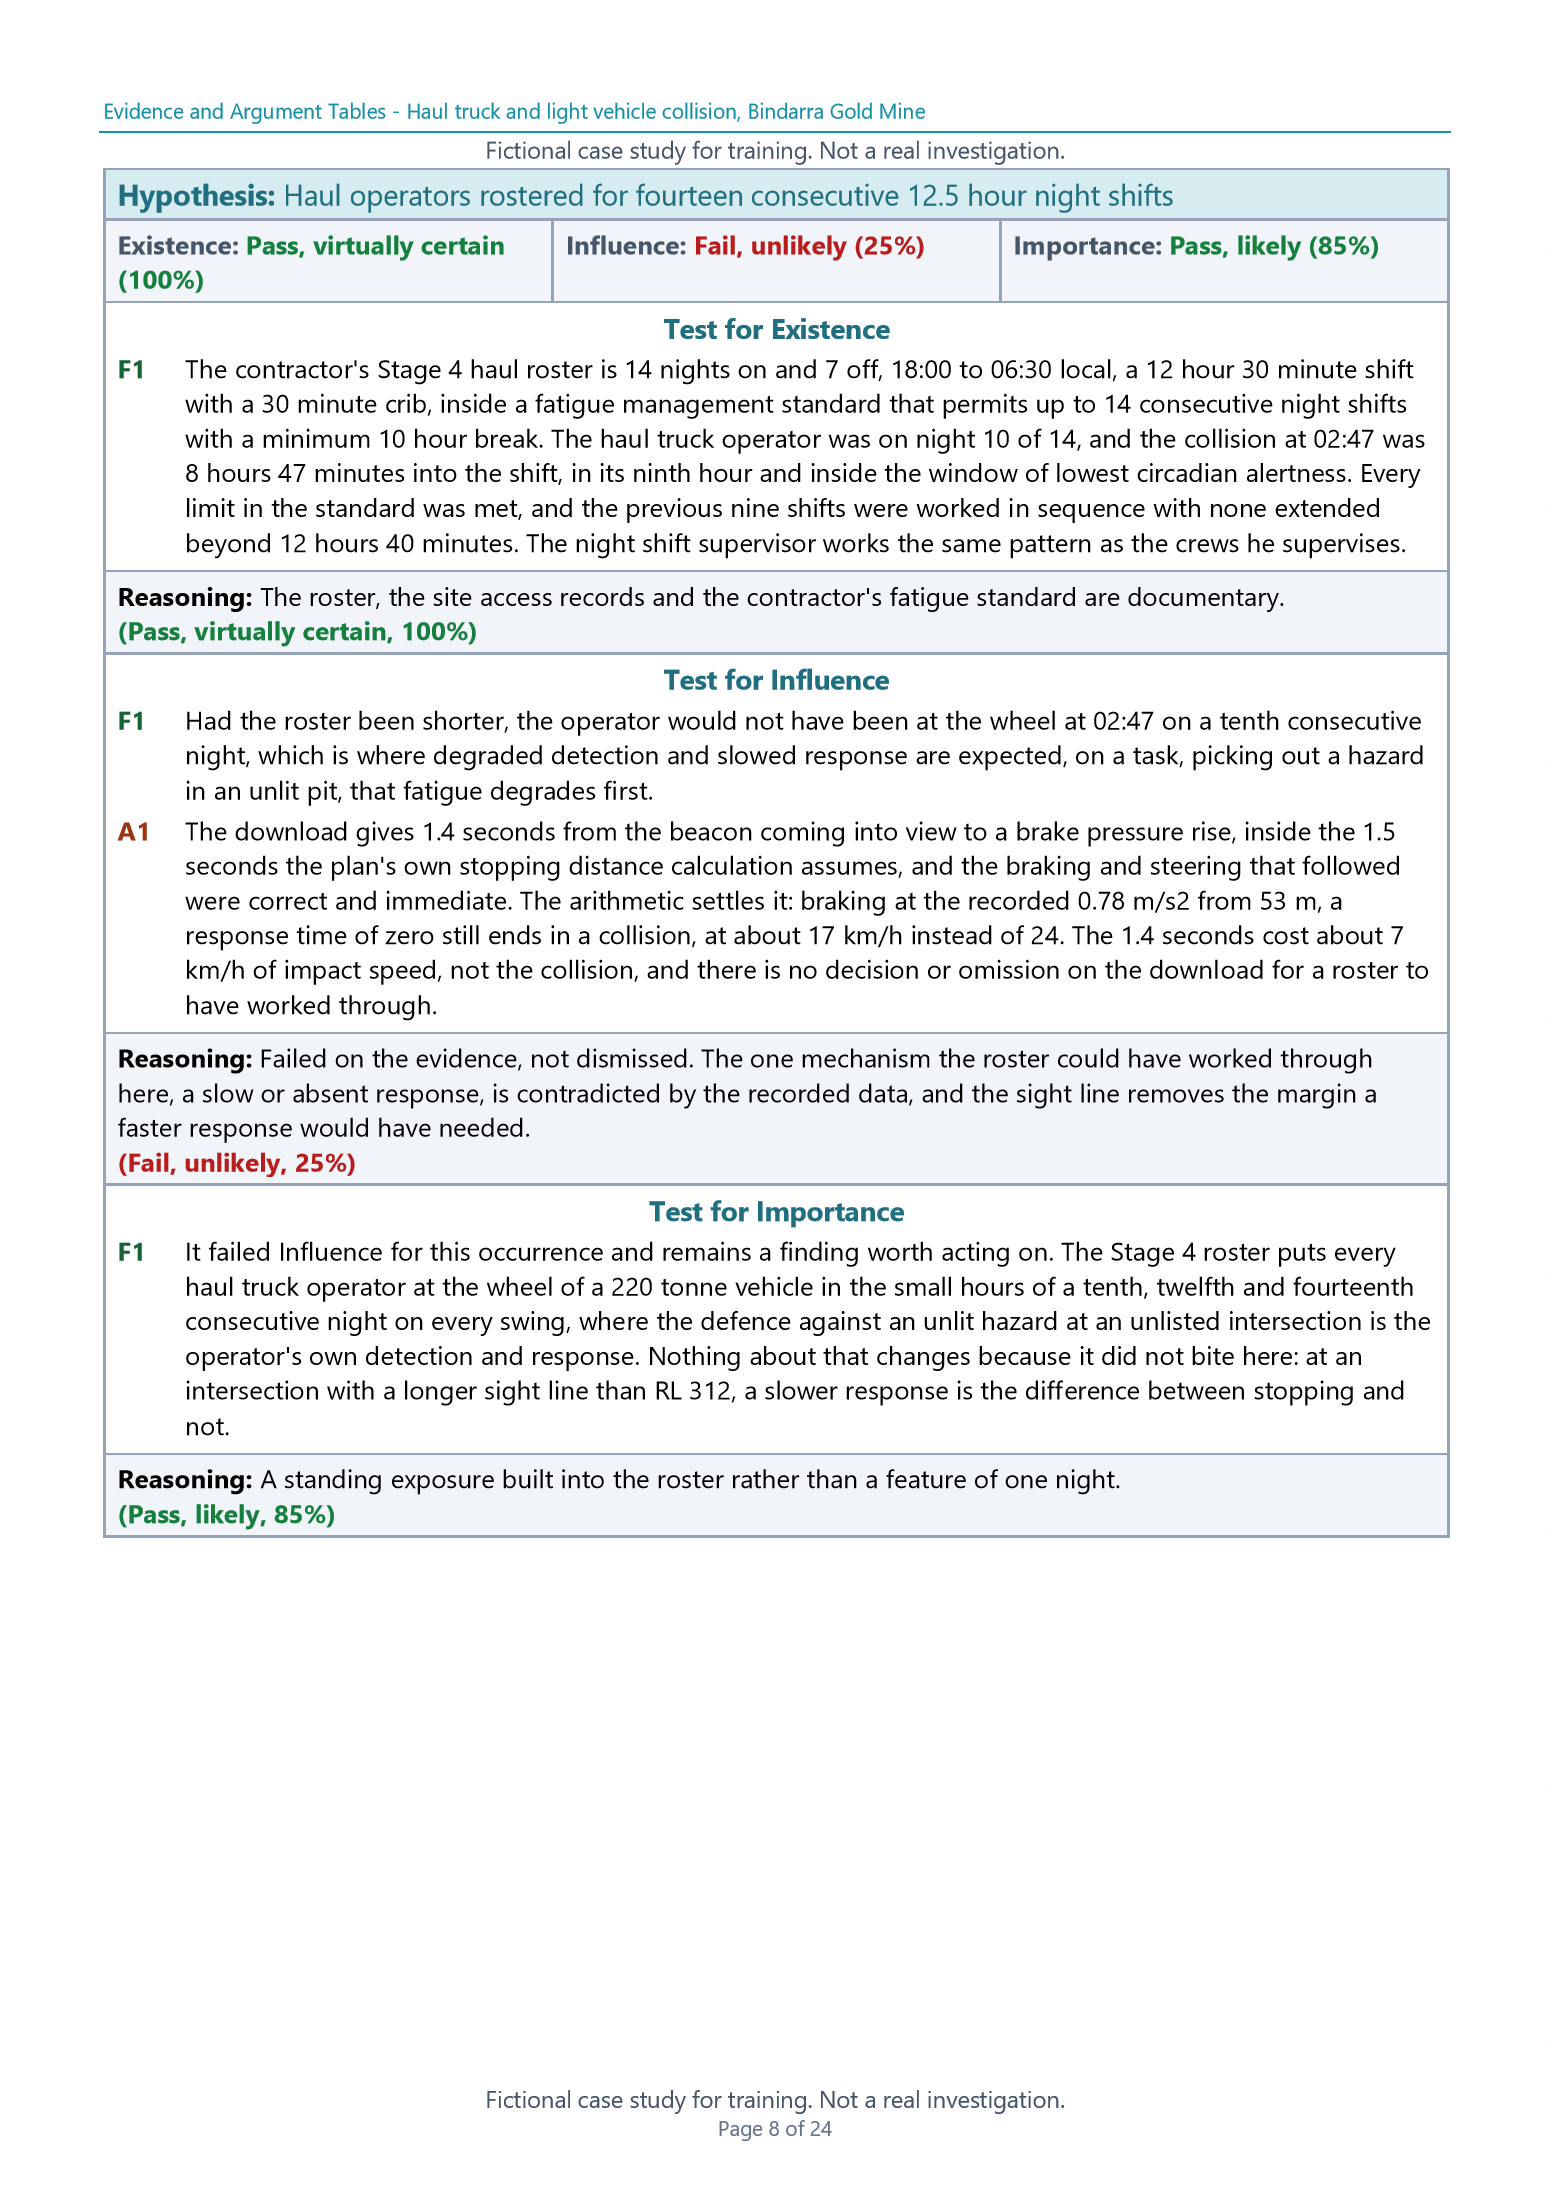 Evidence and Argument Tables - Haul truck and light vehicle collision, Bindarra Gold Mine
Fictional case study for training. Not a real investigation.
Hypothesis: Haul operators rostered for fourteen consecutive 12.5 hour night shifts
Existence: Pass, virtually certain
(100%)
Influence: Fail, unlikely (25%)
Importance: Pass, likely (85%)
Test for Existence
F1 The contractor's Stage 4 haul roster is 14 nights on and 7 off, 18:00 to 06:30 local, a 12 hour 30 minute shift
with a 30 minute crib, inside a fatigue management standard that permits up to 14 consecutive night shifts
with a minimum 10 hour break. The haul truck operator was on night 10 of 14, and the collision at 02:47 was
8 hours 47 minutes into the shift, in its ninth hour and inside the window of lowest circadian alertness. Every
limit in the standard was met, and the previous nine shifts were worked in sequence with none extended
beyond 12 hours 40 minutes. The night shift supervisor works the same pattern as the crews he supervises.
Reasoning: The roster, the site access records and the contractor's fatigue standard are documentary.
(Pass, virtually certain, 100%)
Test for Influence
F1 Had the roster been shorter, the operator would not have been at the wheel at 02:47 on a tenth consecutive
night, which is where degraded detection and slowed response are expected, on a task, picking out a hazard
in an unlit pit, that fatigue degrades first.
A1 The download gives 1.4 seconds from the beacon coming into view to a brake pressure rise, inside the 1.5
seconds the plan's own stopping distance calculation assumes, and the braking and steering that followed
were correct and immediate. The arithmetic settles it: braking at the recorded 0.78 m/s2 from 53 m, a
response time of zero still ends in a collision, at about 17 km/h instead of 24. The 1.4 seconds cost about 7
km/h of impact speed, not the collision, and there is no decision or omission on the download for a roster to
have worked through.
Reasoning: Failed on the evidence, not dismissed. The one mechanism the roster could have worked through
here, a slow or absent response, is contradicted by the recorded data, and the sight line removes the margin a
faster response would have needed.
(Fail, unlikely, 25%)
Test for Importance
F1 It failed Influence for this occurrence and remains a finding worth acting on. The Stage 4 roster puts every
haul truck operator at the wheel of a 220 tonne vehicle in the small hours of a tenth, twelfth and fourteenth
consecutive night on every swing, where the defence against an unlit hazard at an unlisted intersection is the
operator's own detection and response. Nothing about that changes because it did not bite here: at an
intersection with a longer sight line than RL 312, a slower response is the difference between stopping and
not.
Reasoning: A standing exposure built into the roster rather than a feature of one night.
(Pass, likely, 85%)
Fictional case study for training. Not a real investigation.
Page 8 of 24